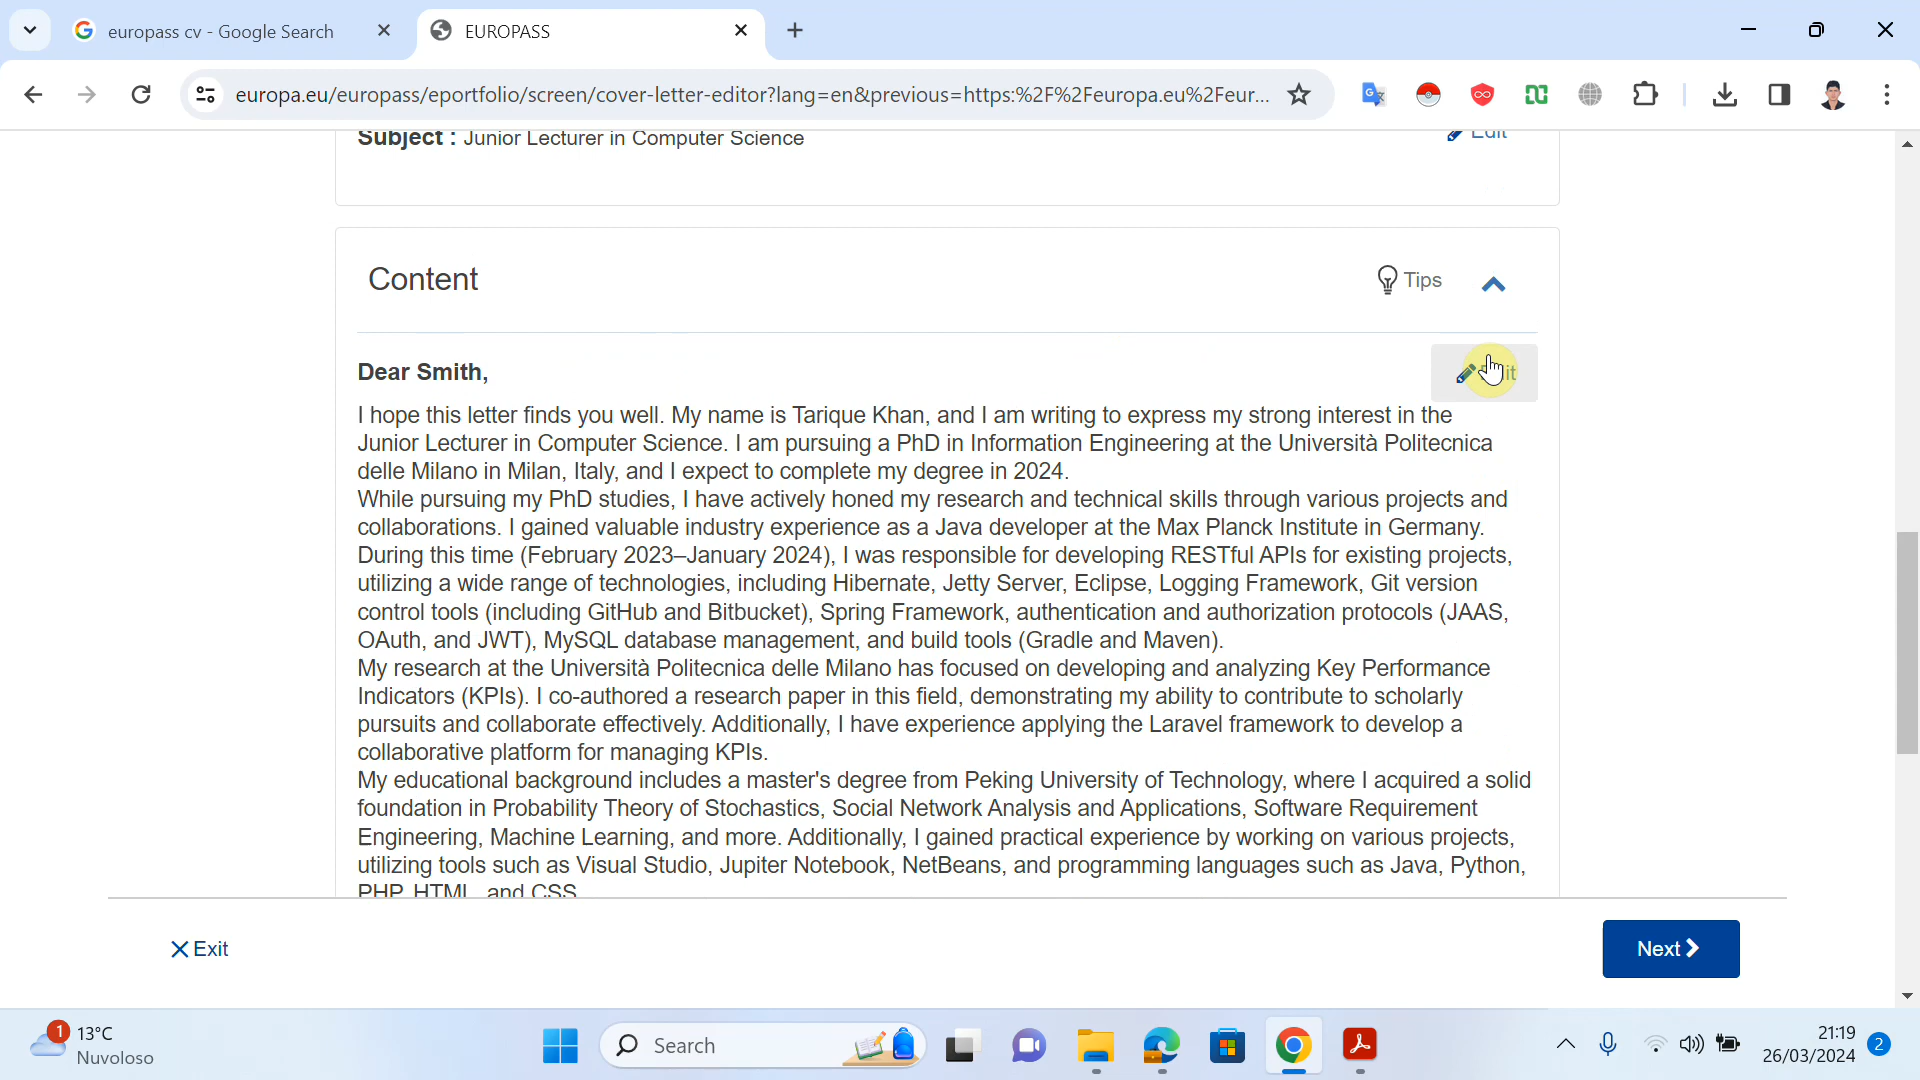 europass cv - Google Search
EUROPASS
europa.eu/europass/eportfolio/screen/cover-letter-editor?lang=en&previous=https:%2F%2Feuropa.eu%2Feur...
Subject : Junior Lecturer in Computer Science
Edit
Content
Tips
Dear Smith,
I hope this letter finds you well. My name is Tarique Khan, and I am writing to express my strong interest in the
Junior Lecturer in Computer Science. I am pursuing a PhD in Information Engineering at the Università Politecnica
delle Milano in Milan, Italy, and I expect to complete my degree in 2024.
While pursuing my PhD studies, I have actively honed my research and technical skills through various projects and
collaborations. I gained valuable industry experience as a Java developer at the Max Planck Institute in Germany.
During this time (February 2023–January 2024), I was responsible for developing RESTful APIs for existing projects,
utilizing a wide range of technologies, including Hibernate, Jetty Server, Eclipse, Logging Framework, Git version
control tools (including GitHub and Bitbucket), Spring Framework, authentication and authorization protocols (JAAS,
OAuth, and JWT), MySQL database management, and build tools (Gradle and Maven).
My research at the Università Politecnica delle Milano has focused on developing and analyzing Key Performance
Indicators (KPIs). I co-authored a research paper in this field, demonstrating my ability to contribute to scholarly
pursuits and collaborate effectively. Additionally, I have experience applying the Laravel framework to develop a
collaborative platform for managing KPIs.
My educational background includes a master's degree from Peking University of Technology, where I acquired a solid
foundation in Probability Theory of Stochastics, Social Network Analysis and Applications, Software Requirement
Engineering, Machine Learning, and more. Additionally, I gained practical experience by working on various projects,
utilizing tools such as Visual Studio, Jupiter Notebook, NetBeans, and programming languages such as Java, Python,
PHP, HTML, and CSS.
Exit
Next
1
13°C
Nuvoloso
Search
21:19
26/03/2024
2